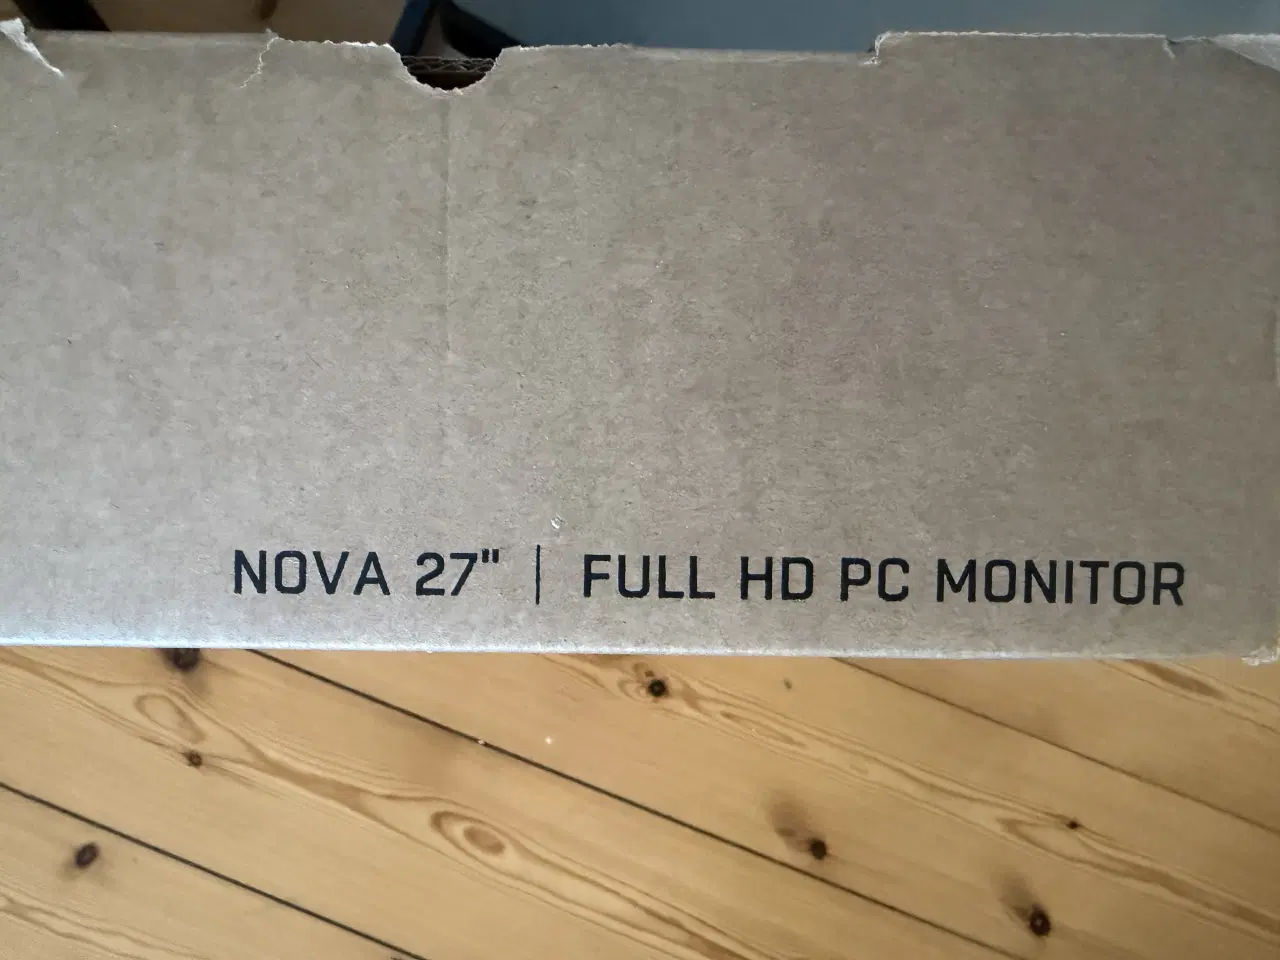 NOVA 27" | FULL HD PC MONITOR